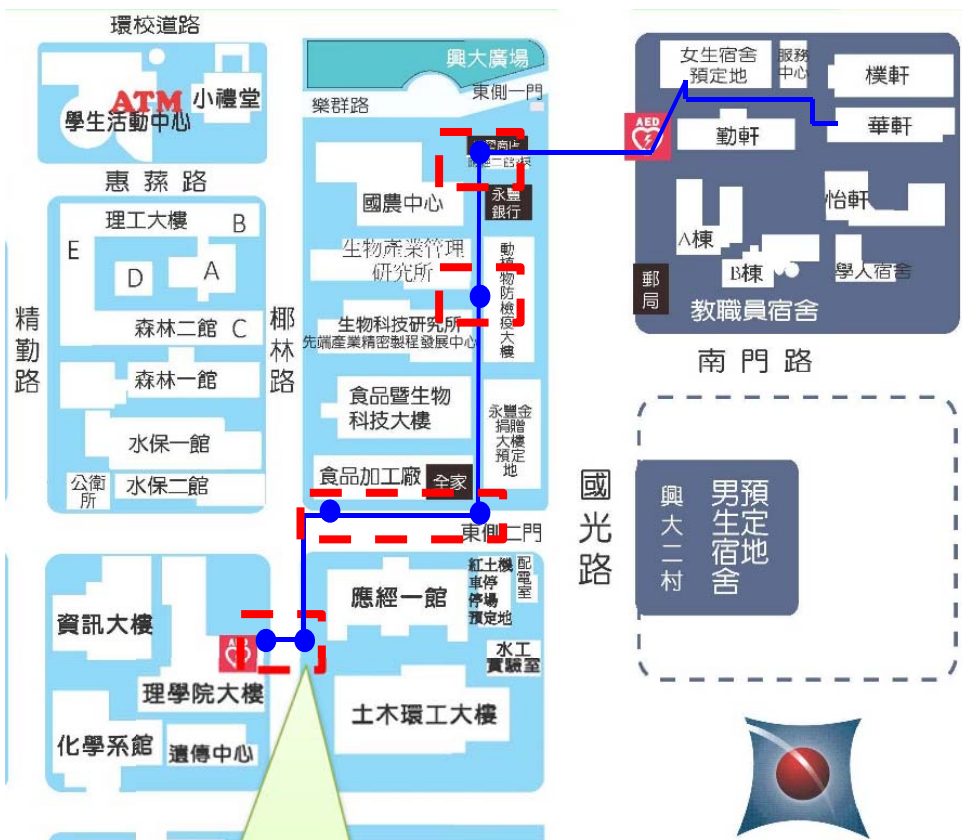 環校道路
ATM
小禮堂
學生活動中心
惠蓀路
理工大樓
A
B
C
D
E
森林二館
森林一館
水保一館
公衛所
水保二館
精勤路
椰林路
興大廣場
東側一門
樂群路
國農中心
永豐
銀行
生物產業管理
研究所
動植物防檢疫大樓
生物科技研究所
先端產業精密製程發展中心
食品暨生物
科技大樓
永豐金
捐贈
大樓
預定
地
食品加工廠
全家
東側二門
國光路
資訊大樓
AED
理學院大樓
化學系館
遺傳中心
應經一館
紅土機
車停
停場
預定地
配電室
水工
實驗室
土木環工大樓
女生宿舍
預定地
服務
中心
樸軒
AED
勤軒
華軒
怡軒
A棟
B棟
學人宿舍
郵局
教職員宿舍
南門路
興大二村
預定地
男生宿舍